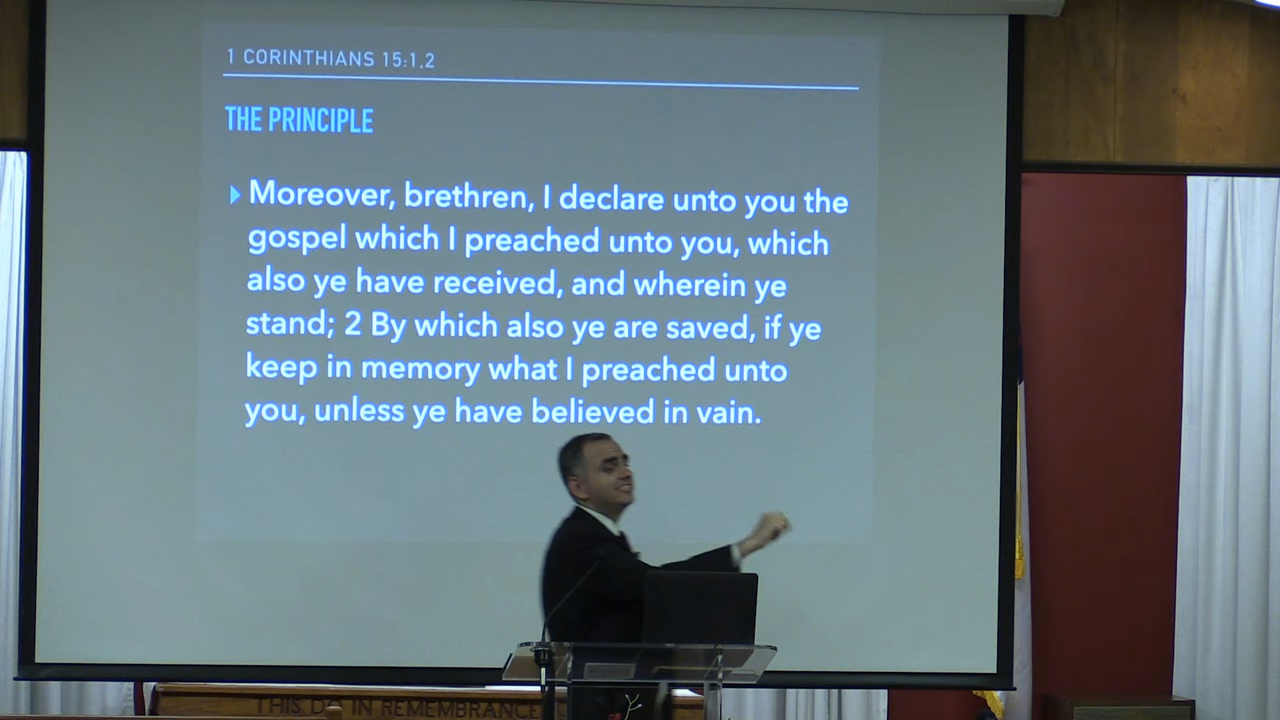 1 CORINTHIANS 15:1,2
THE PRINCIPLE
Moreover, brethren, I declare unto you the
gospel which I preached unto you, which
also ye have received, and wherein ye
stand; 2 By which also ye are saved, if ye
keep in memory what I preached unto
you, unless ye have believed in vain.
THIS DO IN REMEMBRANCE